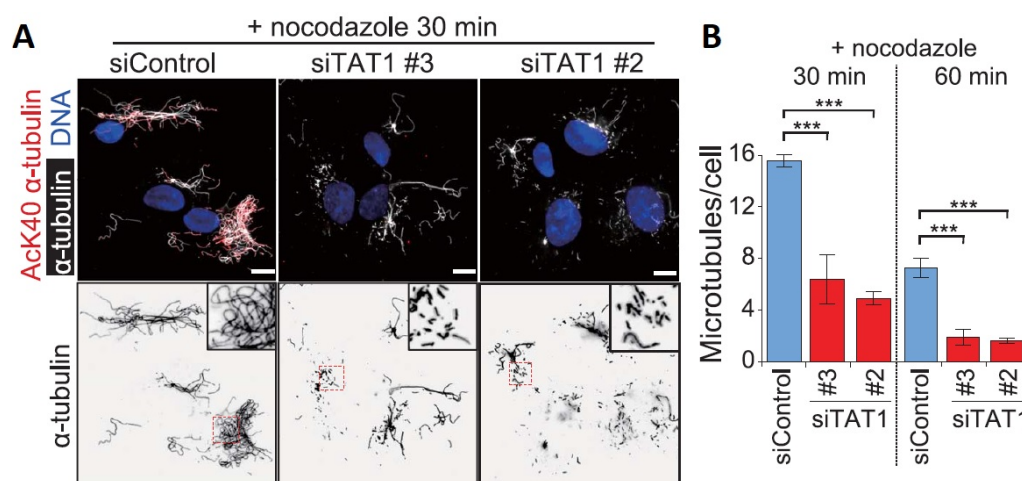 A
+ nocodazole 30 min
siControl
siTAT1 #3
siTAT1 #2
AcK40 α-tubulin
α-tubulin DNA
α-tubulin
B
+ nocodazole
30 min
60 min
***
***
***
***
Microtubules/cell
16
12
8
4
0
siControl
#3
#2
siTAT1
siControl
#3
#2
siTAT1